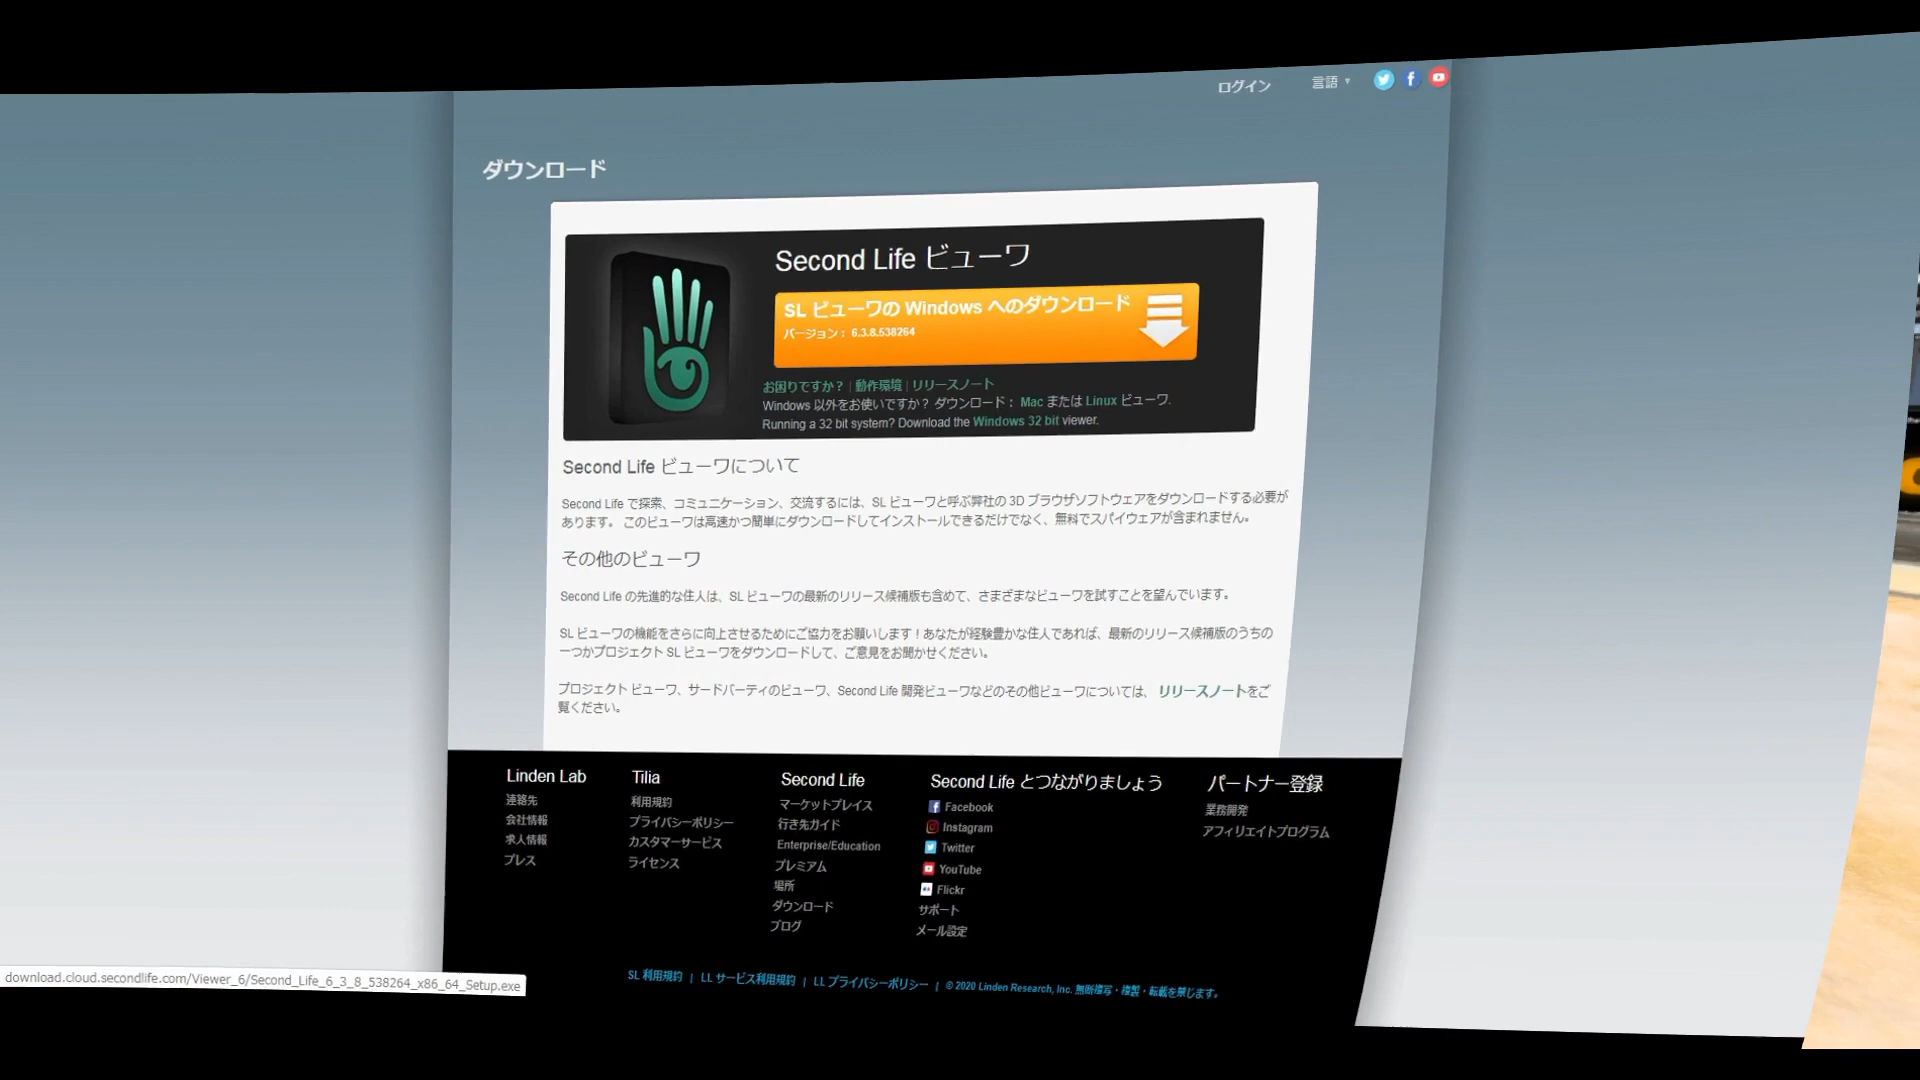 ログイン
言語
ダウンロード
Second Life ビューワ
SL ビューワの Windows へのダウンロード
バージョン： 6.3.8.538264
お困りですか？ | 動作環境 | リリースノート
Windows 以外をお使いですか？ ダウンロード： Mac または Linux ビューワ.
Running a 32 bit system? Download the Windows 32 bit viewer.
Second Life ビューワについて
Second Life で探索、コミュニケーション、交流するには、SL ビューワと呼ぶ弊社の 3D ブラウザソフトウェアをダウンロードする必要が
あります。 このビューワは高速かつ簡単にダウンロードしてインストールできるだけでなく、無料でスパイウェアが含まれません。
その他のビューワ
Second Life の先進的な住人は、SL ビューワの最新のリリース候補版も含めて、さまざまなビューワを試すことを望んでいます。
SL ビューワの機能をさらに向上させるためにご協力をお願いします！あなたが経験豊かな住人であれば、最新のリリース候補版のうちの
一つかプロジェクト SL ビューワをダウンロードして、ご意見をお聞かせください。
プロジェクト ビューワ、サードパーティのビューワ、Second Life 開発ビューワなどのその他ビューワについては、 リリースノートをご
覧ください。
Linden Lab
連絡先
会社情報
求人情報
プレス
Tilia
利用規約
プライバシーポリシー
カスタマーサービス
ライセンス
Second Life
マーケットプレイス
行き先ガイド
Enterprise/Education
プレミアム
場所
ダウンロード
ブログ
Second Life とつながりましょう
Facebook
Instagram
Twitter
YouTube
Flickr
サポート
メール設定
パートナー登録
業務開発
アフィリエイトプログラム
download.cloud.secondlife.com/Viewer_6/Second_Life_6_3_8_538264_x86_64_Setup.exe
SL 利用規約 | LL サービス利用規約 | LL プライバシーポリシー | © 2020 Linden Research, Inc. 無断複写・複製・転載を禁じます。